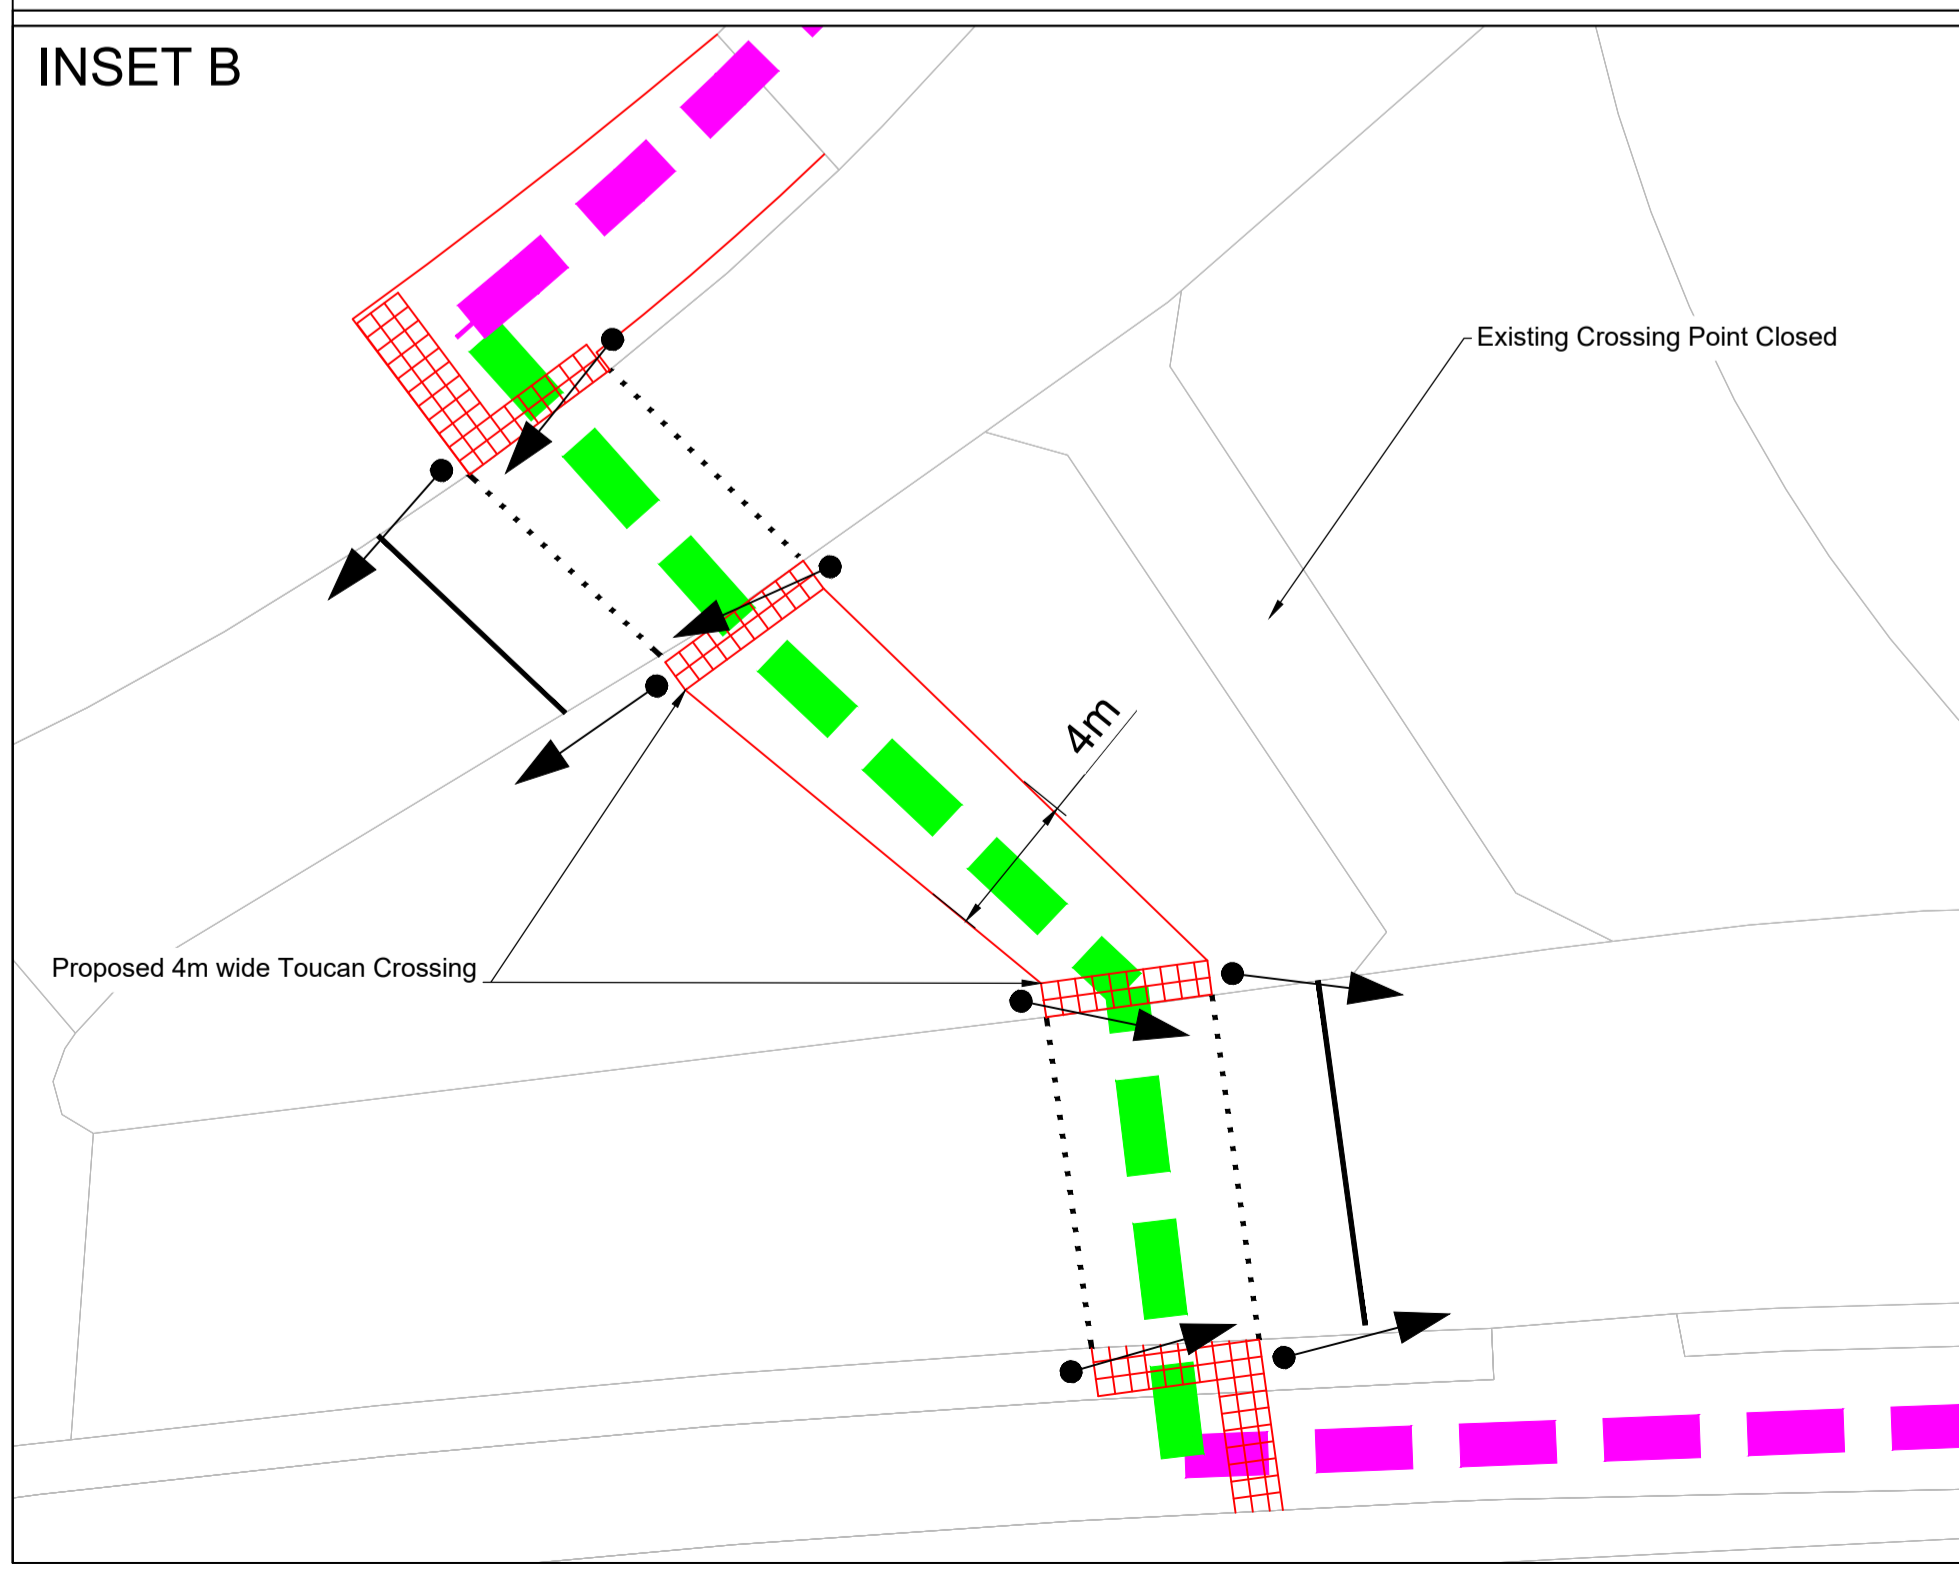 INSET B
Existing Crossing Point Closed
4m
Proposed 4m wide Toucan Crossing